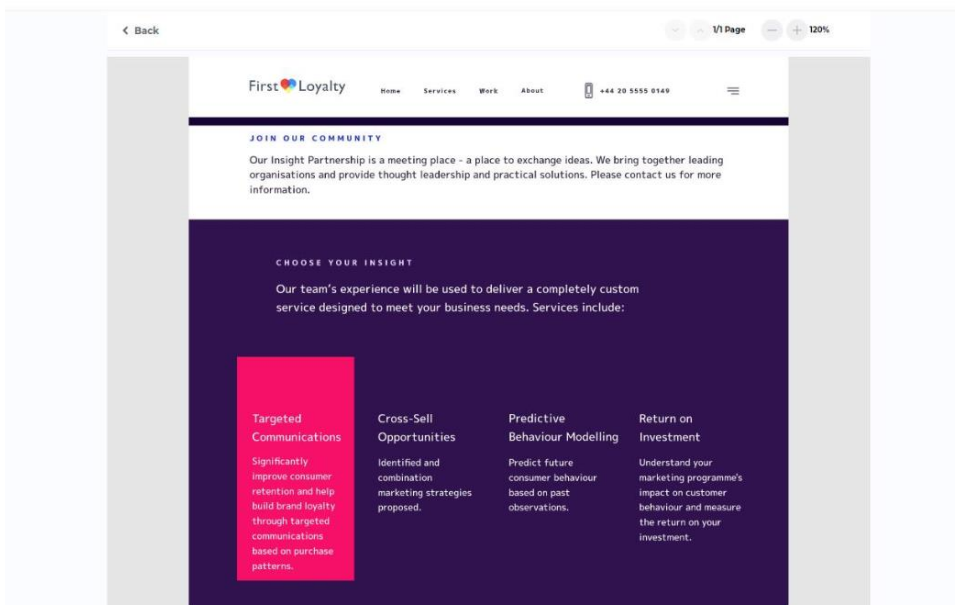 Back
1/1 Page
120%
First Loyalty
Home Services Work About +44 20 5555 0149
JOIN OUR COMMUNITY
Our Insight Partnership is a meeting place - a place to exchange ideas. We bring together leading
organisations and provide thought leadership and practical solutions. Please contact us for more
information.
CHOOSE YOUR INSIGHT
Our team's experience will be used to deliver a completely custom
service designed to meet your business needs. Services include:
Targeted
Communications
Significantly
improve consumer
retention and help
build brand loyalty
through targeted
communications
based on purchase
patterns.
Cross-Sell
Opportunities
Identified and
combination
marketing strategies
proposed.
Predictive
Behaviour Modelling
Predict future
consumer behaviour
based on past
observations.
Return on
Investment
Understand your
marketing programme's
impact on customer
behaviour and measure
the return on your
investment.